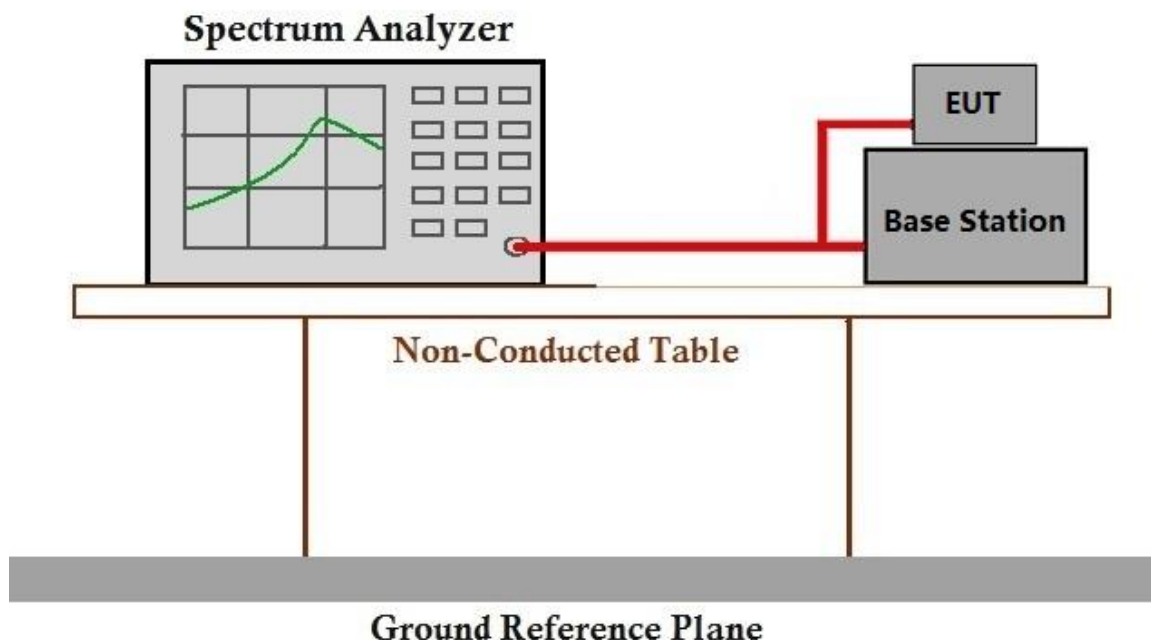 Spectrum Analyzer
EUT
Base Station
Non-Conducted Table
Ground Reference Plane